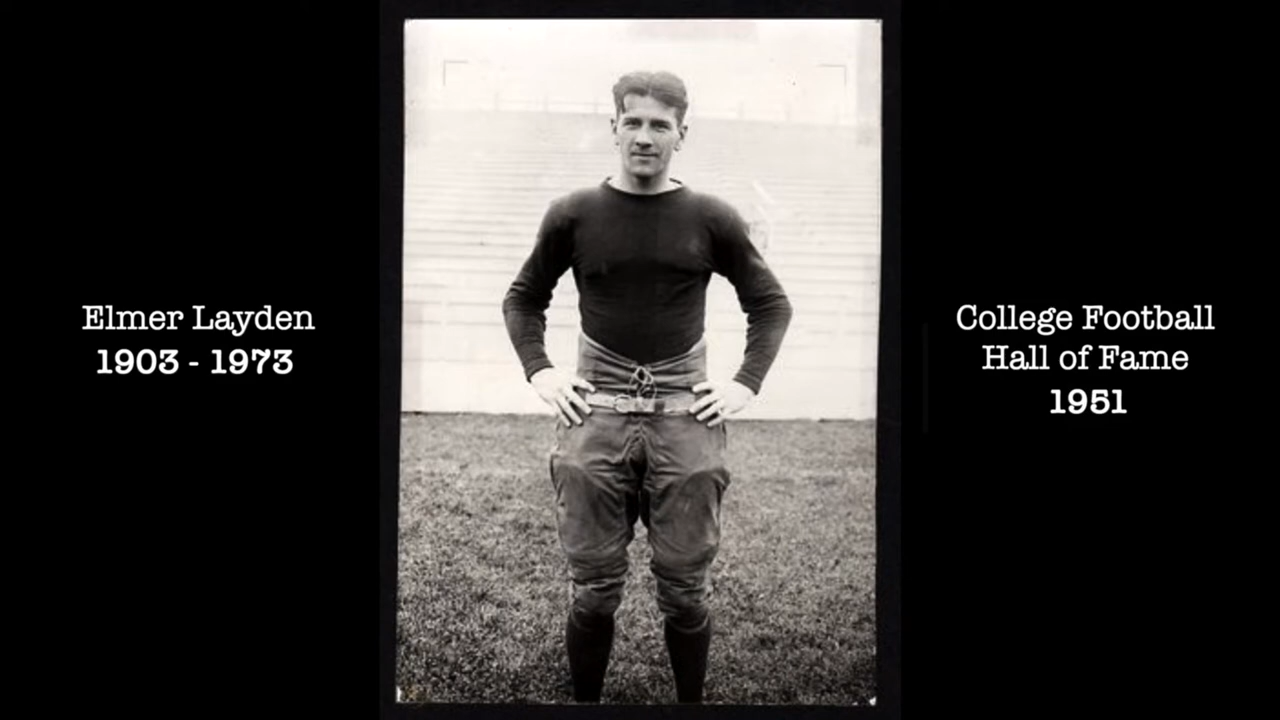 Elmer Layden
1903 - 1973
College Football
Hall of Fame
1951